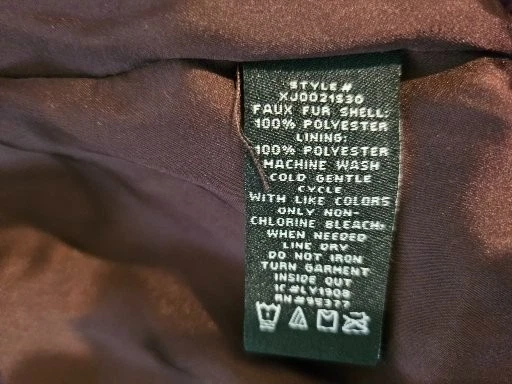 STYLE#
XJ0021S30
FAUX FUR SHELL:
100% POLYESTER
LINING:
100% POLYESTER
MACHINE WASH
COLD GENTLE
CYCLE
WITH LIKE COLORS
ONLY NON-
CHLORINE BLEACH,
WHEN NEEDED
LINE DRY
DO NOT IRON
TURN GARMENT
INSIDE OUT